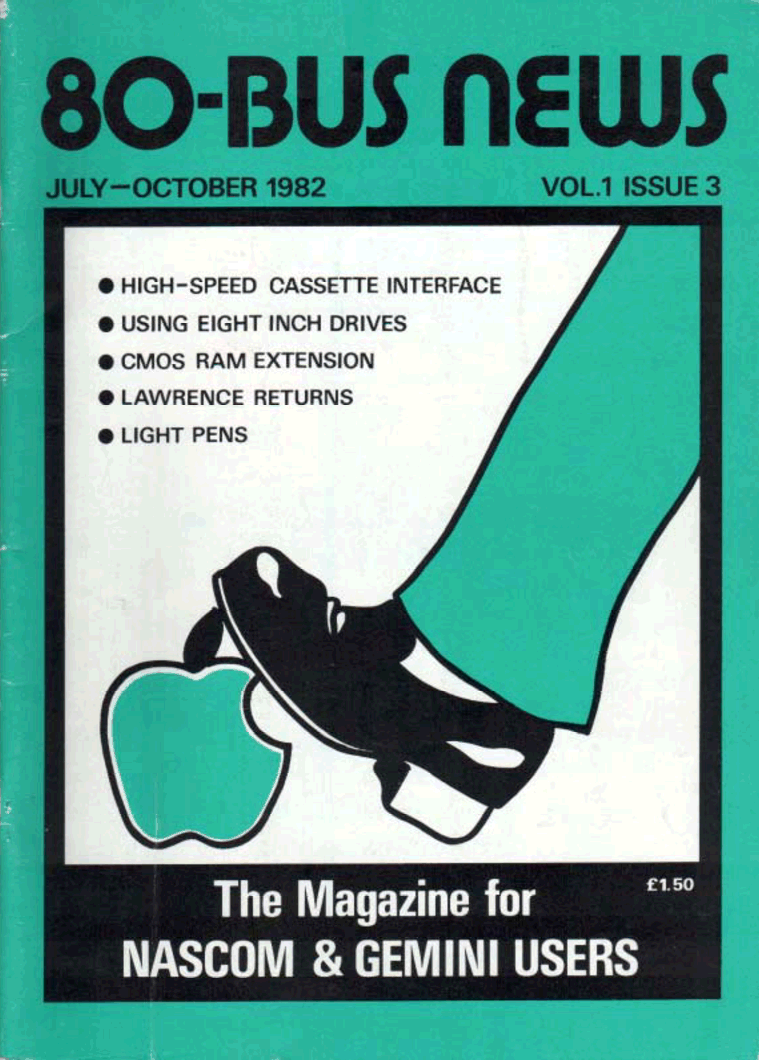 80-BUS NEWS
JULY—OCTOBER 1982
VOL.1 ISSUE 3
● HIGH-SPEED CASSETTE INTERFACE
● USING EIGHT INCH DRIVES
● CMOS RAM EXTENSION
● LAWRENCE RETURNS
● LIGHT PENS
£1.50
The Magazine for
NASCOM & GEMINI USERS